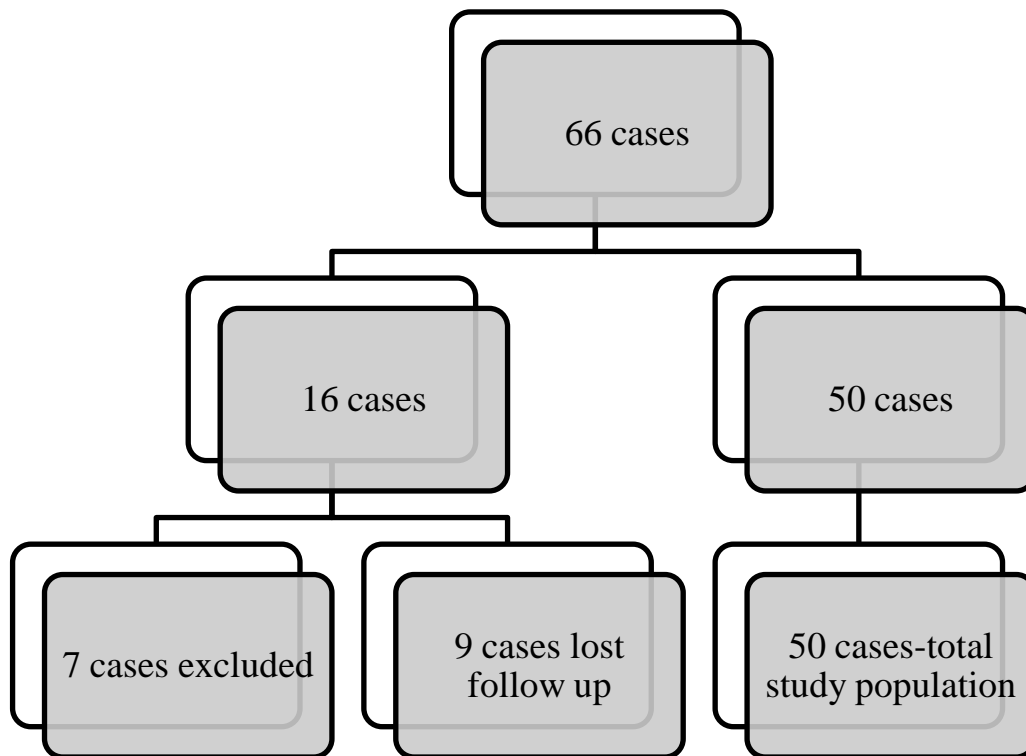 66 cases
16 cases
50 cases
7 cases excluded
9 cases lost
follow up
50 cases-total
study population